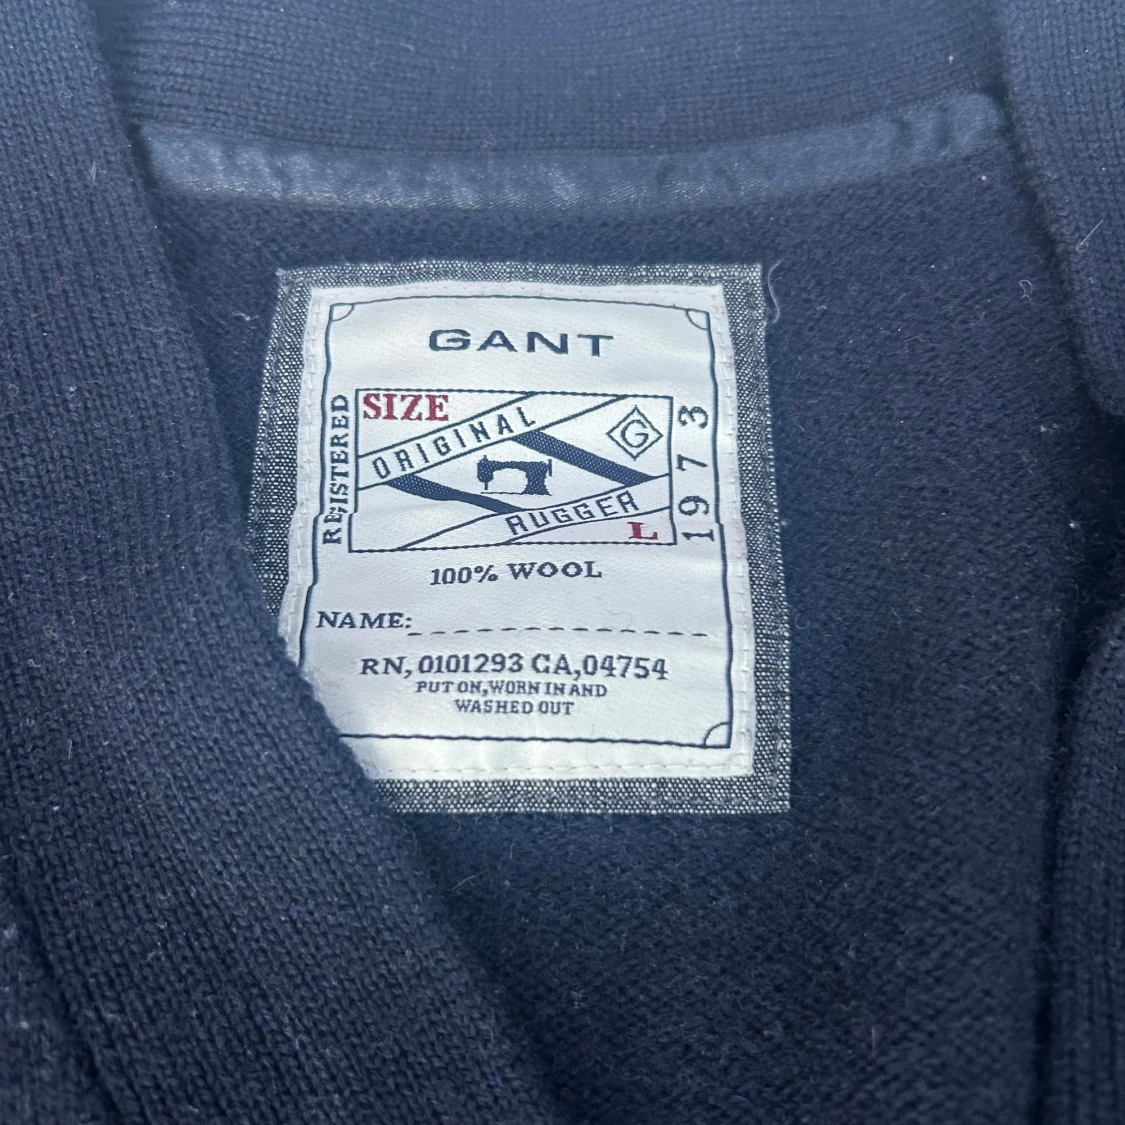 GANT
REGISTERED
SIZE
ORIGINAL
G
1973
RUGGER
L
100% WOOL
NAME:
RN, 0101293 CA, 04754
PUT ON, WORN IN AND
WASHED OUT